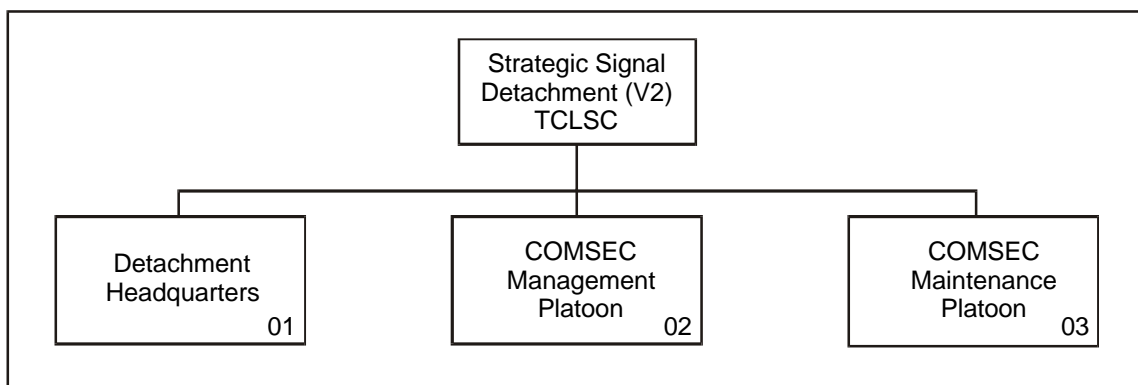 Strategic Signal
Detachment (V2)
TCLSC
Detachment
Headquarters
01
COMSEC
Management
Platoon
02
COMSEC
Maintenance
Platoon
03